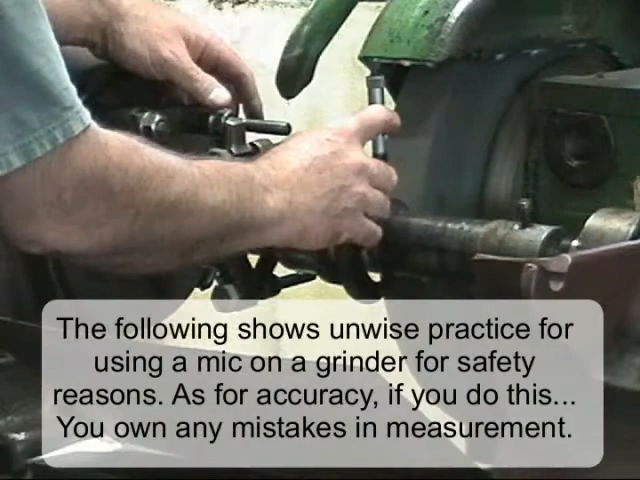 The following shows unwise practice for
using a mic on a grinder for safety
reasons. As for accuracy, if you do this...
You own any mistakes in measurement.